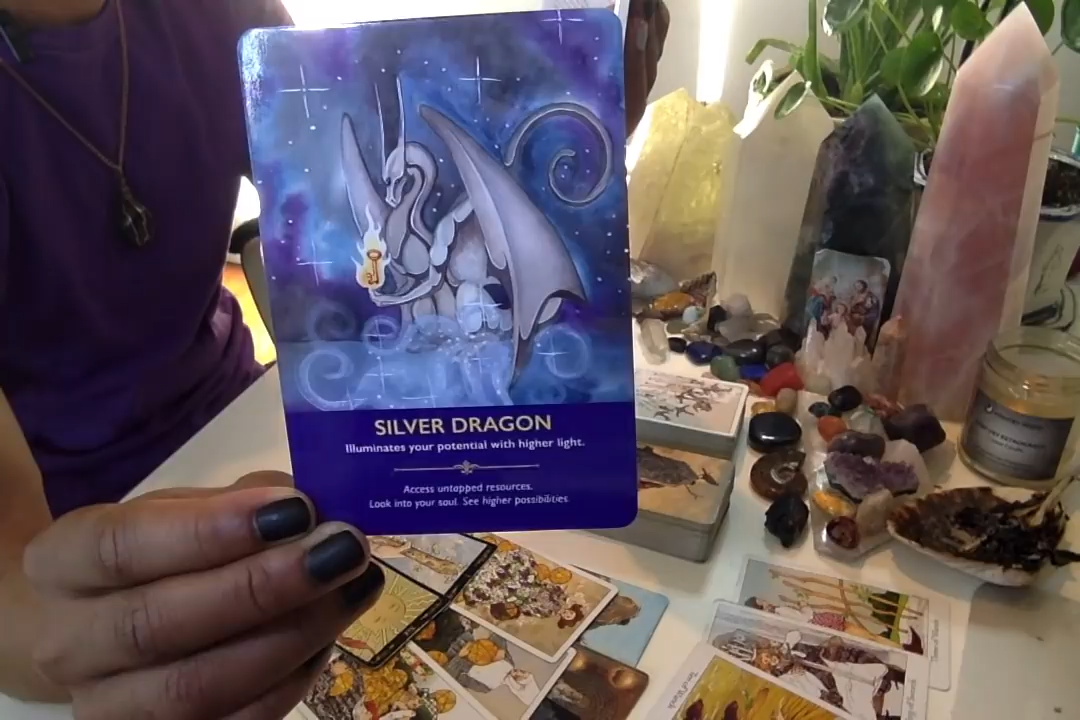 SILVER DRAGON
Illuminates your potential with higher light.
Access untapped resources.
Look into your soul. See higher possibilities.